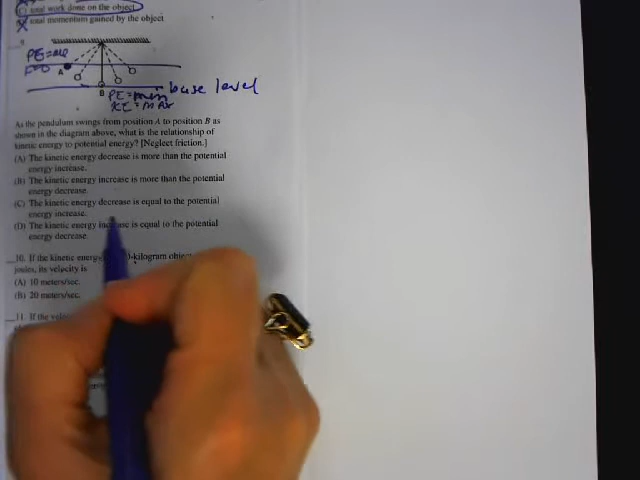 total work done on the object
total momentum gained by the object
9.
A
B
PE = min
KE = max
base level
As the pendulum swings from position A to position B as
shown in the diagram above, what is the relationship of
kinetic energy to potential energy? [Neglect friction.]
(A) The kinetic energy decrease is more than the potential
energy increase.
(B) The kinetic energy increase is more than the potential
energy decrease.
(C) The kinetic energy decrease is equal to the potential
energy increase.
(D) The kinetic energy increase is equal to the potential
energy decrease.
10. If the kinetic energy -kilogram object
joules, its velocity is
(A) 10 meters/sec.
(B) 20 meters/sec.
11. If the